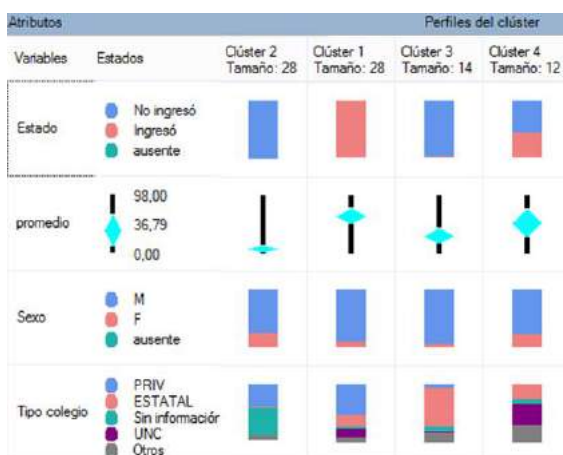 Atributos Perfiles del clúster
Variables Estados Clúster 2 Clúster 1 Clúster 3 Clúster 4
Tamaño: 28 Tamaño: 28 Tamaño: 14 Tamaño: 12
Estado
No ingresó
Ingresó
ausente
promedio
98,00
36,79
0,00
Sexo
M
F
ausente
Tipo colegio
PRIV
ESTATAL
Sin informaciór
UNC
Otros